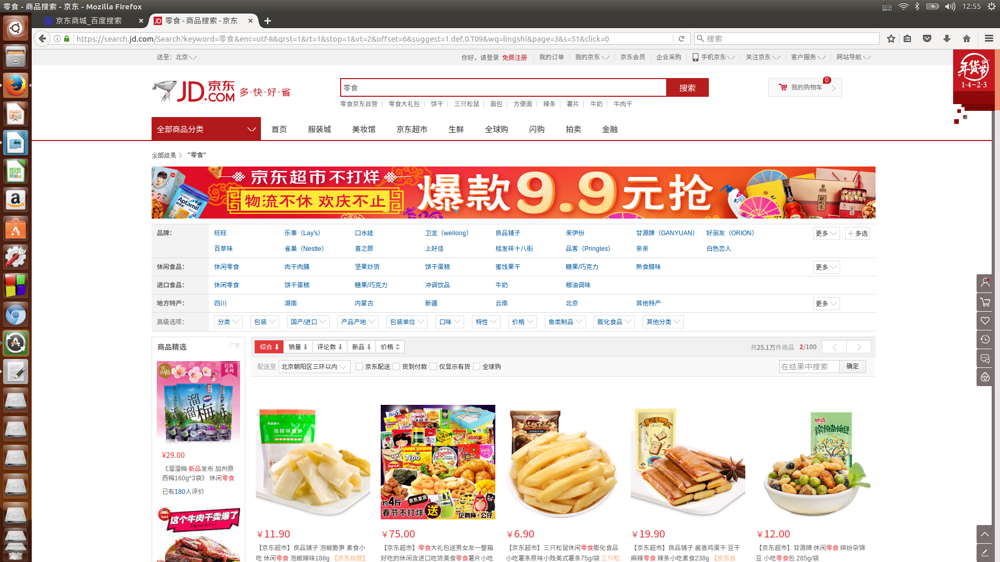 零食 - 商品搜索 - 京东 - Mozilla Firefox
12:55
京东商城_百度搜索
零食 - 商品搜索 - 京东
https://search.jd.com/Search?keyword=零食&enc=utf-8&qrst=1&rt=1&stop=1&vt=2&offset=6&suggest=1.def.0.T09&wq=lingshi&page=3&s=51&click=0
搜索
送至：北京
你好，请登录 免费注册
我的订单
我的京东
京东会员
企业采购
手机京东
关注京东
客户服务
网站导航
年货节
1·4-2·3
JD.COM 京东
多·快·好·省
零食
搜索
0
我的购物车
零食京东自营 零食大礼包 饼干 三只松鼠 面包 方便面 辣条 薯片 牛奶 牛肉干
全部商品分类
首页 服装城 美妆馆 京东超市 生鲜 全球购 闪购 拍卖 金融
全部结果 "零食"
京东超市不打烊
物流不休 欢庆不止
爆款9.9元抢
Aptamil
品牌： 旺旺 乐事（Lay's） 口水娃 卫龙（weilong） 良品铺子 来伊份 甘源牌（GANYUAN） 好丽友（ORION） 更多 多选
百草味 雀巢（Nestle） 喜之郎 上好佳 桂发祥十八街 品客（Pringles） 亲亲 白色恋人
休闲食品： 休闲零食 肉干肉脯 坚果炒货 饼干蛋糕 蜜饯果干 糖果/巧克力 熟食腊味 更多
进口食品： 休闲零食 饼干蛋糕 糖果/巧克力 冲调饮品 牛奶 粮油调味
地方特产： 四川 湖南 内蒙古 新疆 云南 北京 其他特产 更多
高级选项： 分类 包装 国产/进口 产品产地 包装单位 口味 特性 价格 鱼类制品 膨化食品 其他分类
商品精选
广告
综合 销量 评论数 新品 价格
共25.1万件商品 2/100
配送至 北京朝阳区三环以内 京东配送 货到付款 仅显示有货 全球购
在结果中搜索 确定
经典系列
溜溜梅
溜溜梅
¥29.00
《溜溜梅 新品发布 加州原
西梅160g*3袋》 休闲零食
已有180人评价
这个牛肉干卖爆了
良品铺子
泡椒味脆笋
Tipo
Danisa
约4斤
京东发货
春节不打烊 送 企鹅杯+公仔
鸡蛋干
甘源
缤纷杂锦豆
￥11.90
【京东超市】良品铺子 泡椒脆笋 素食小
吃 休闲零食 泡椒辣味188g 【京东自营】
￥75.00
【京东超市】零食大礼包送男女友一整箱
好吃的休闲含进口吃货美食零食薯片小吃
￥6.90
【京东超市】三只松鼠休闲零食膨化食品
小吃薯条原味小贱美式薯条75g/袋 三只松
￥19.90
【京东超市】良品铺子 酱香鸡蛋干 豆干
麻辣零食 辣条小吃素食238g 【京东自
￥12.00
【京东超市】甘源牌 休闲零食 缤纷杂锦
豆 小吃零食包 285g/袋